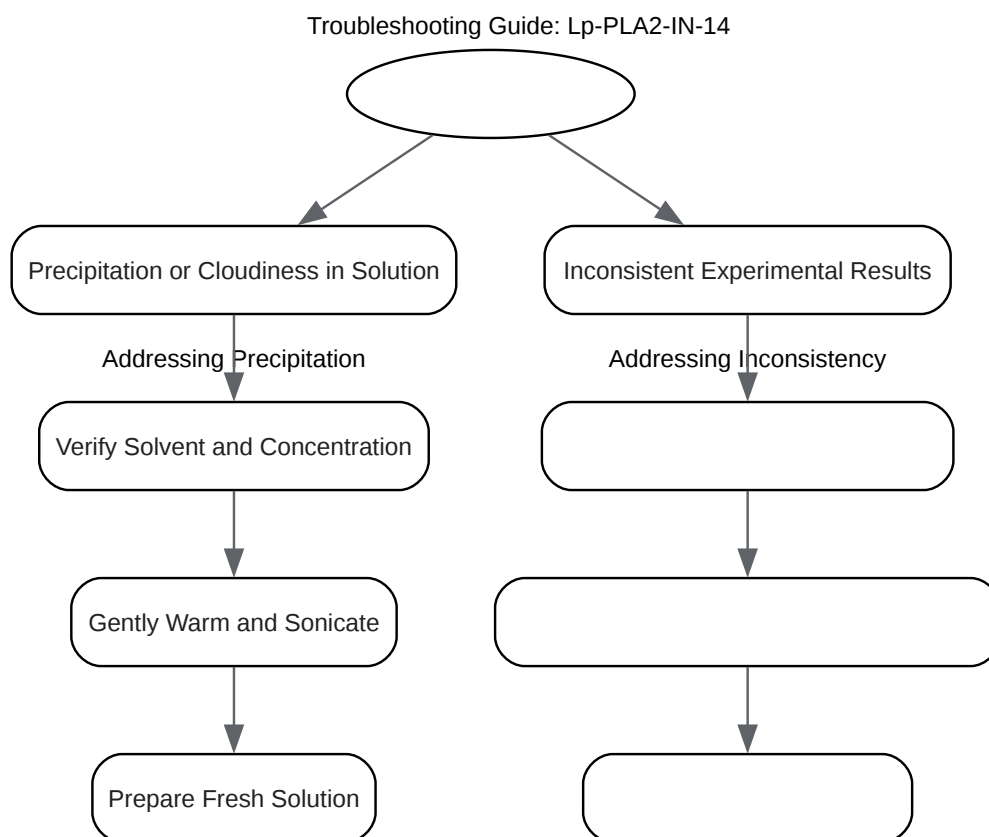 Troubleshooting Guide: Lp-PLA2-IN-14
Precipitation or Cloudiness in Solution
Inconsistent Experimental Results
Addressing Precipitation
Addressing Inconsistency
Verify Solvent and Concentration
Gently Warm and Sonicate
Prepare Fresh Solution